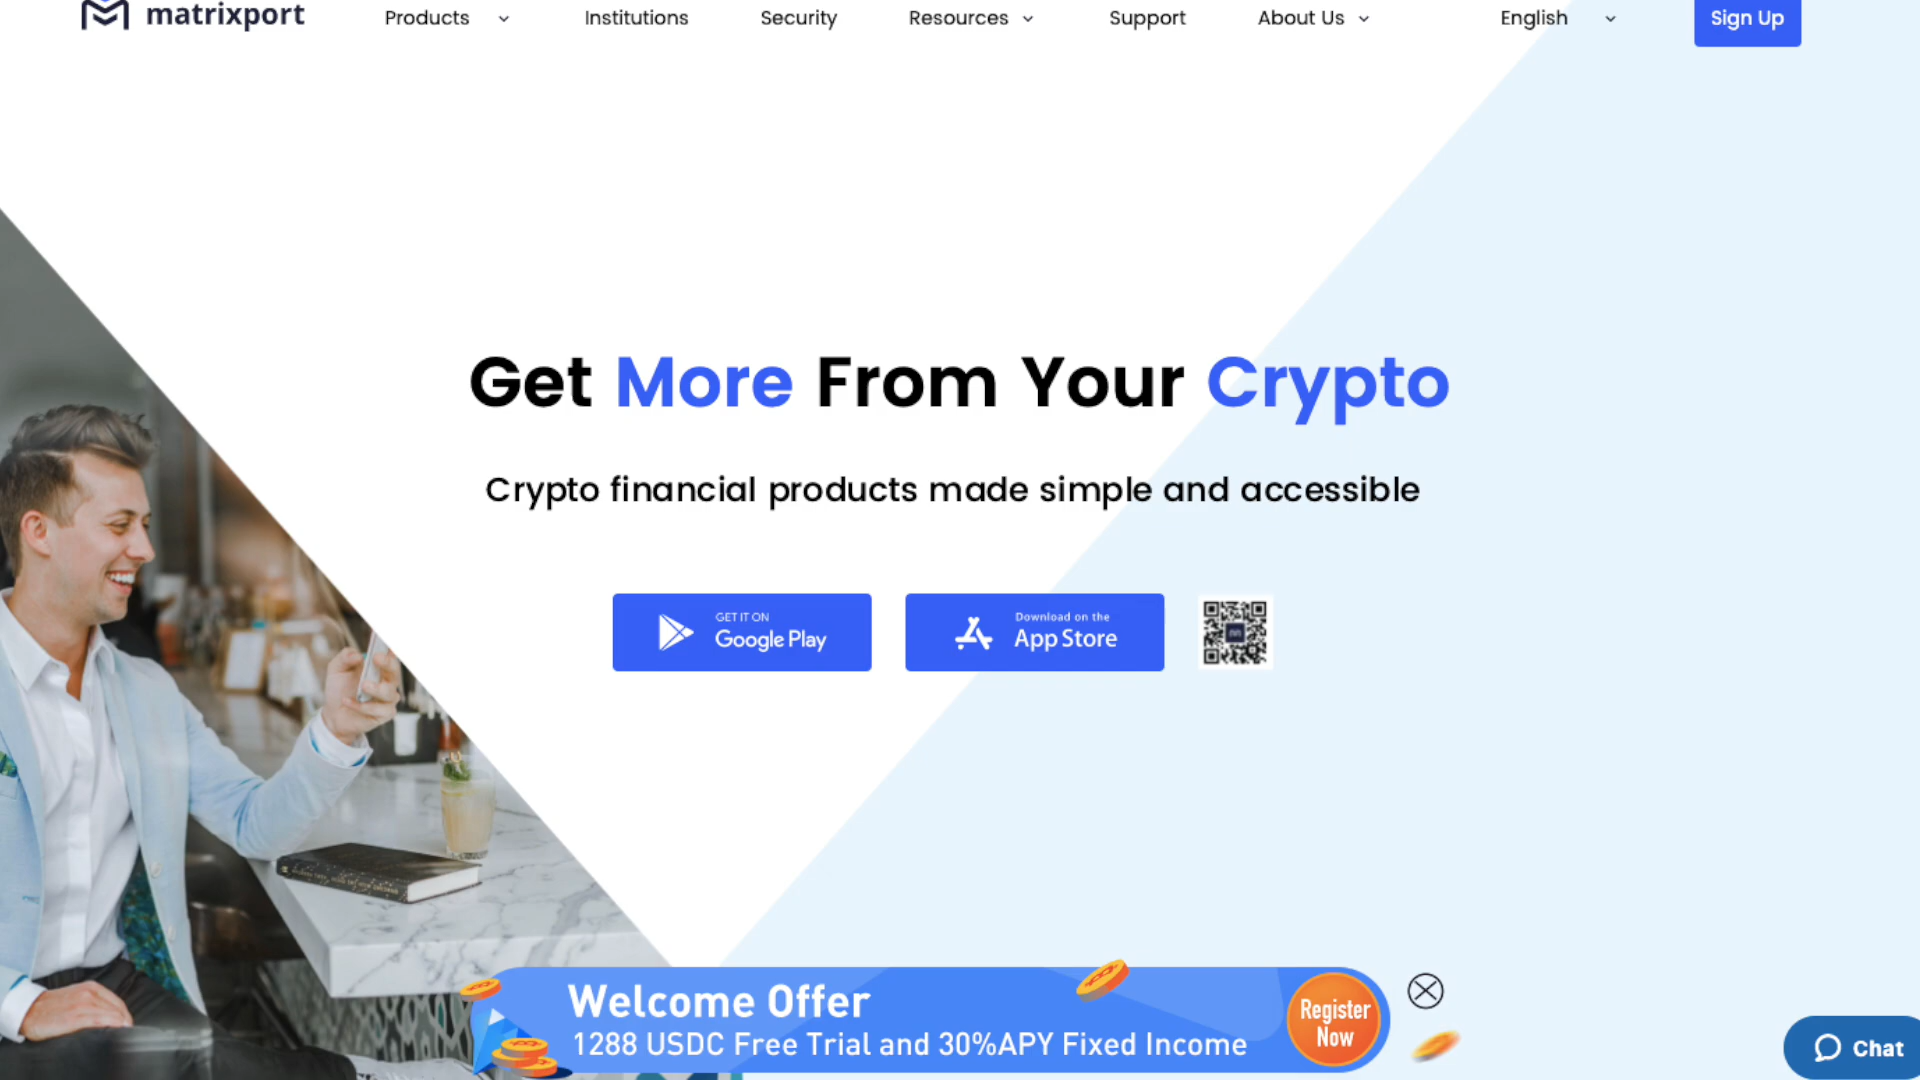 matrixport
Products
Institutions
Security
Resources
Support
About Us
English
Sign Up
Get More From Your Crypto
Crypto financial products made simple and accessible
GET IT ON
Google Play
Download on the
App Store
Welcome Offer
1288 USDC Free Trial and 30%APY Fixed Income
Register
Now
Chat